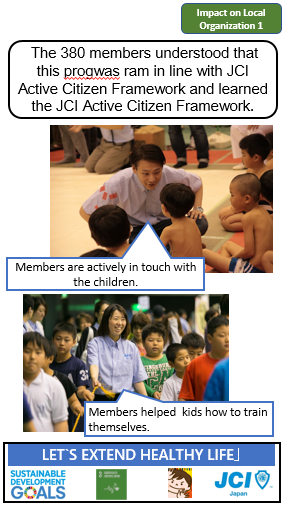 Impact on Local
Organization 1
The 380 members understood that
this progwas ram in line with JCI
Active Citizen Framework and learned
the JCI Active Citizen Framework.
Members are actively in touch with
the children.
Members helped  kids how to train
themselves.
LET`S EXTEND HEALTHY LIFE」
SUSTAINABLE
DEVELOPMENT
GOALS
JCI
Japan